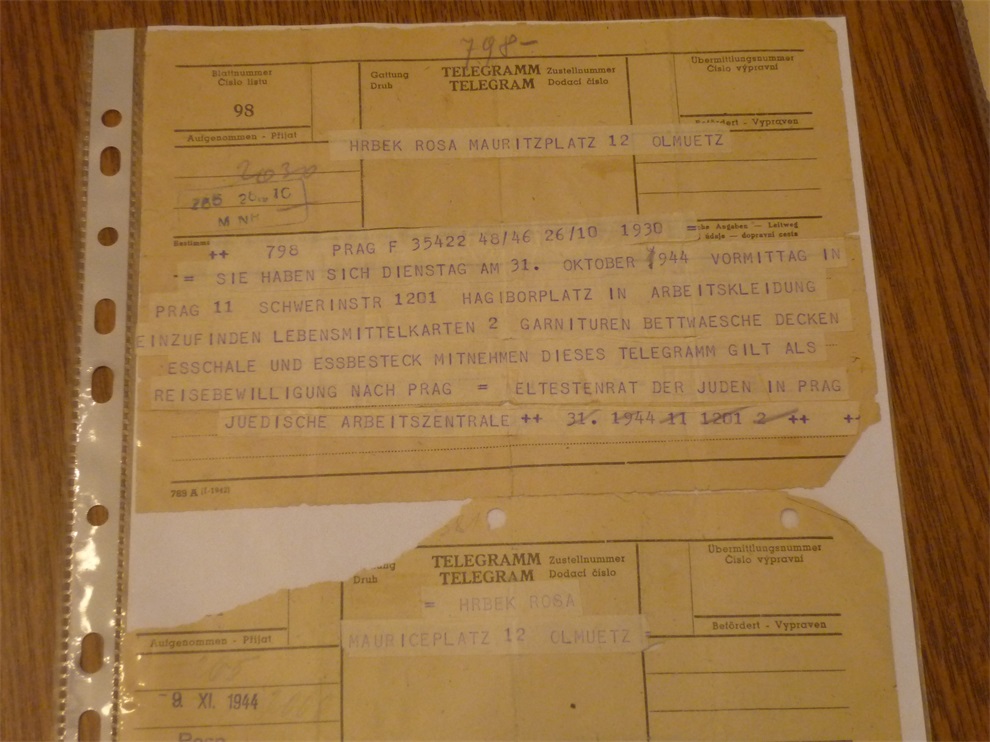 798-
Blattnummer
Číslo listu
98
Gattung
Druh
TELEGRAMM
TELEGRAM
Zustellnummer
Dodací číslo
Übermittlungsnummer
Číslo výpravní
Aufgenommen - Přijat
Befördert - Vypraven
HRBEK ROSA MAURITZPLATZ 12 OLMUETZ
2030
++ 798 PRAG F 35422 48/46 26/10 1930 =
= SIE HABEN SICH DIENSTAG AM 31. OKTOBER 1944 VORMITTAG IN
PRAG 11 SCHWERINSTR 1201 HAGIBORPLATZ IN ARBEITSKLEIDUNG
EINZUFINDEN LEBENSMITTELKARTEN 2 GARNITUREN BETTWAESCHE DECKEN
ESSCHALE UND ESSBESTECK MITNEHMEN DIESES TELEGRAMM GILT ALS
REISEBEWILLIGUNG NACH PRAG = ELTESTENRAT DER JUDEN IN PRAG
JUEDISCHE ARBEITSZENTRALE ++ 31. 1944 11 1201 2 ++ ++
769 A (I-1942)
Druh
TELEGRAMM
TELEGRAM
Zustellnummer
Dodací číslo
Übermittlungsnummer
Číslo výpravní
= HRBEK ROSA
MAURICEPLATZ 12 OLMUETZ =
Aufgenommen - Přijat
Befördert - Vypraven
9 XI. 1944